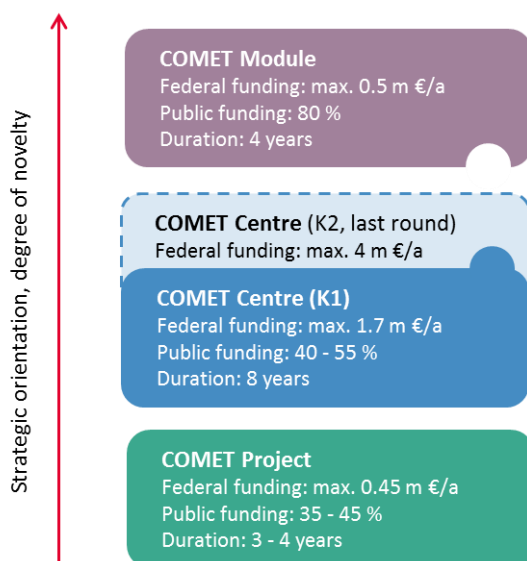 Strategic orientation, degree of novelty
COMET Module
Federal funding: max. 0.5 m €/a
Public funding: 80 %
Duration: 4 years
COMET Centre (K2, last round)
Federal funding: max. 4 m €/a
COMET Centre (K1)
Federal funding: max. 1.7 m €/a
Public funding: 40 - 55 %
Duration: 8 years
COMET Project
Federal funding: max. 0.45 m €/a
Public funding: 35 - 45 %
Duration: 3 - 4 years